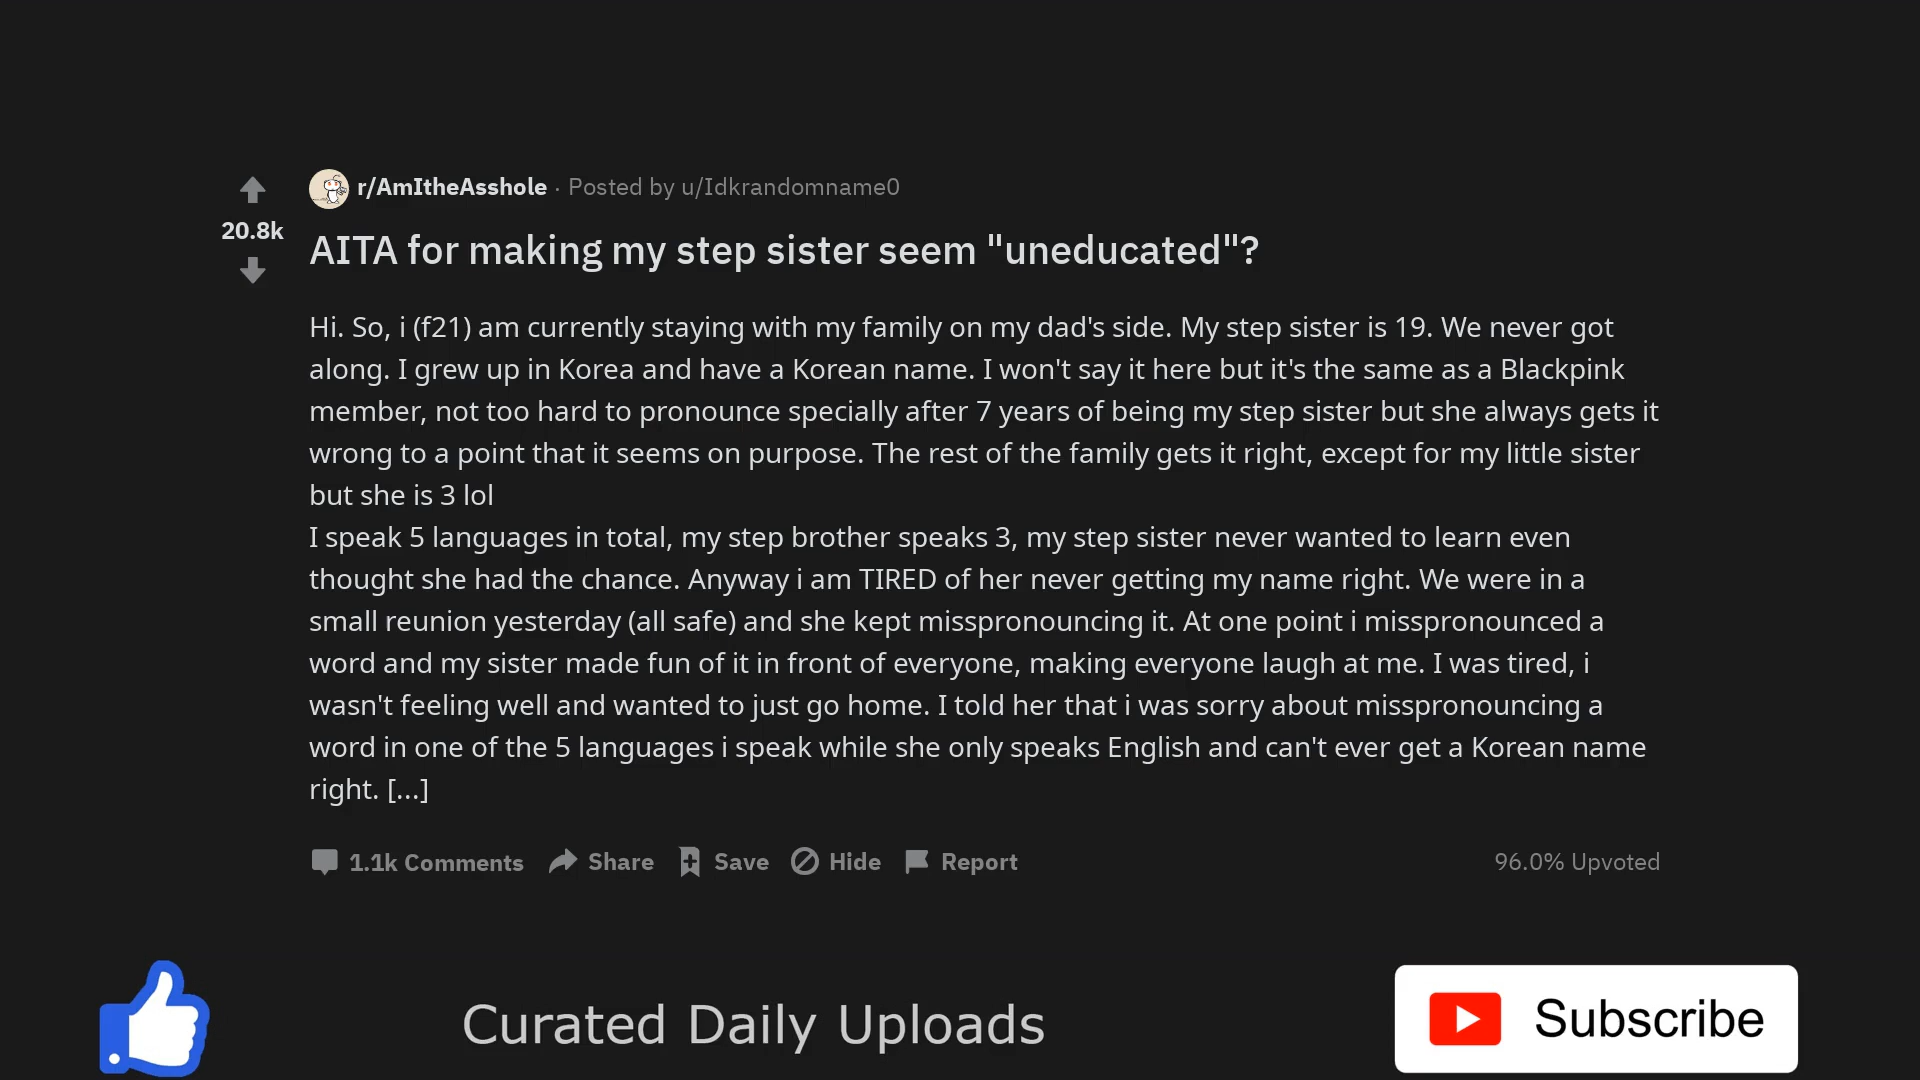 r/AmItheAsshole · Posted by u/Idkrandomname0
20.8k
AITA for making my step sister seem "uneducated"?
Hi. So, i (f21) am currently staying with my family on my dad's side. My step sister is 19. We never got
along. I grew up in Korea and have a Korean name. I won't say it here but it's the same as a Blackpink
member, not too hard to pronounce specially after 7 years of being my step sister but she always gets it
wrong to a point that it seems on purpose. The rest of the family gets it right, except for my little sister
but she is 3 lol
I speak 5 languages in total, my step brother speaks 3, my step sister never wanted to learn even
thought she had the chance. Anyway i am TIRED of her never getting my name right. We were in a
small reunion yesterday (all safe) and she kept misspronouncing it. At one point i misspronounced a
word and my sister made fun of it in front of everyone, making everyone laugh at me. I was tired, i
wasn't feeling well and wanted to just go home. I told her that i was sorry about misspronouncing a
word in one of the 5 languages i speak while she only speaks English and can't ever get a Korean name
right. [...]
1.1k Comments Share Save Hide Report 96.0% Upvoted
Curated Daily Uploads
Subscribe